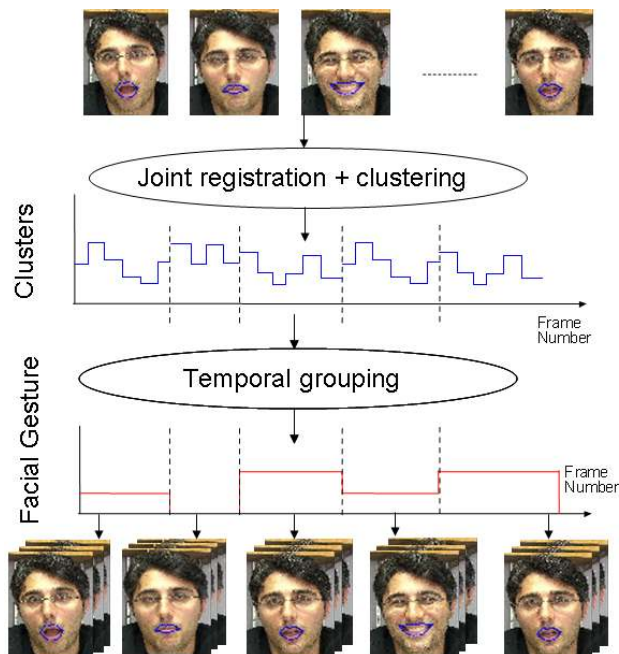 Joint registration + clustering
Clusters
Frame
Number
Temporal grouping
Facial Gesture
Frame
Number